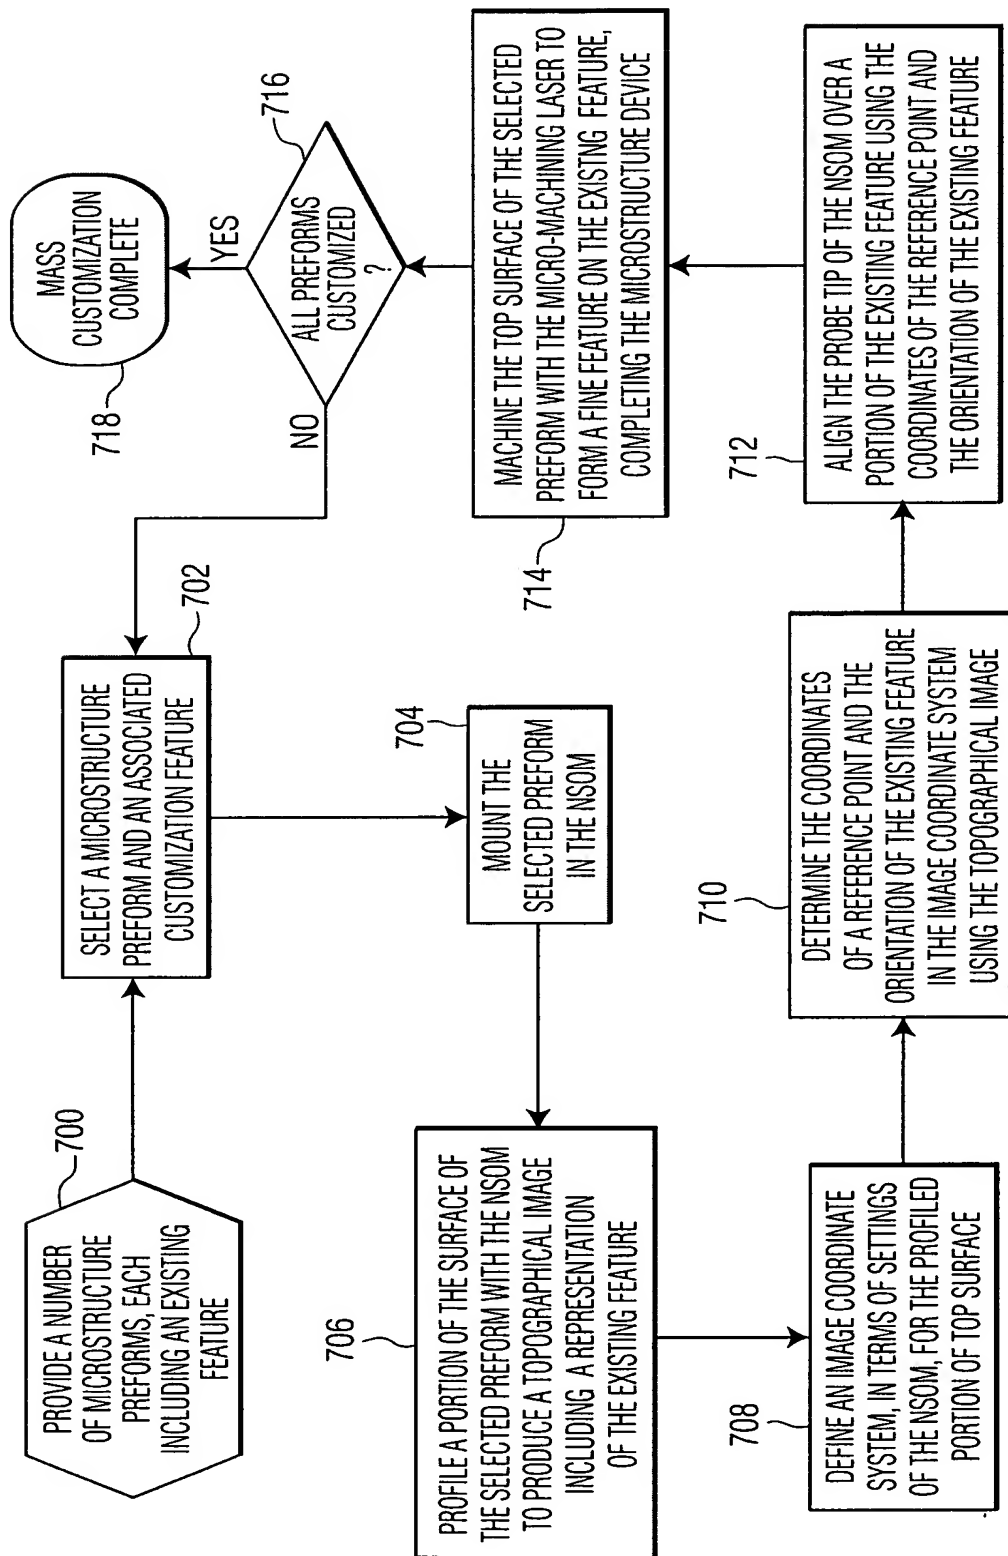 700
PROVIDE A NUMBER
OF MICROSTRUCTURE
PREFORMS, EACH
INCLUDING AN EXISTING
FEATURE
702
SELECT A MICROSTRUCTURE
PREFORM AND AN ASSOCIATED
CUSTOMIZATION FEATURE
704
MOUNT THE
SELECTED PREFORM
IN THE NSOM
706
PROFILE A PORTION OF THE SURFACE OF
THE SELECTED PREFORM WITH THE NSOM
TO PRODUCE A TOPOGRAPHICAL IMAGE
INCLUDING A REPRESENTATION
OF THE EXISTING FEATURE
708
DEFINE AN IMAGE COORDINATE
SYSTEM, IN TERMS OF SETTINGS
OF THE NSOM, FOR THE PROFILED
PORTION OF TOP SURFACE
710
DETERMINE THE COORDINATES
OF A REFERENCE POINT AND THE
ORIENTATION OF THE EXISTING FEATURE
IN THE IMAGE COORDINATE SYSTEM
USING THE TOPOGRAPHICAL IMAGE
712
ALIGN THE PROBE TIP OF THE NSOM OVER A
PORTION OF THE EXISTING FEATURE USING THE
COORDINATES OF THE REFERENCE POINT AND
THE ORIENTATION OF THE EXISTING FEATURE
714
MACHINE THE TOP SURFACE OF THE SELECTED
PREFORM WITH THE MICRO-MACHINING LASER TO
FORM A FINE FEATURE ON THE EXISTNG FEATURE,
COMPLETING THE MICROSTRUCTURE DEVICE
716
ALL PREFORMS
CUSTOMIZED
?
NO
YES
718
MASS
CUSTOMIZATION
COMPLETE